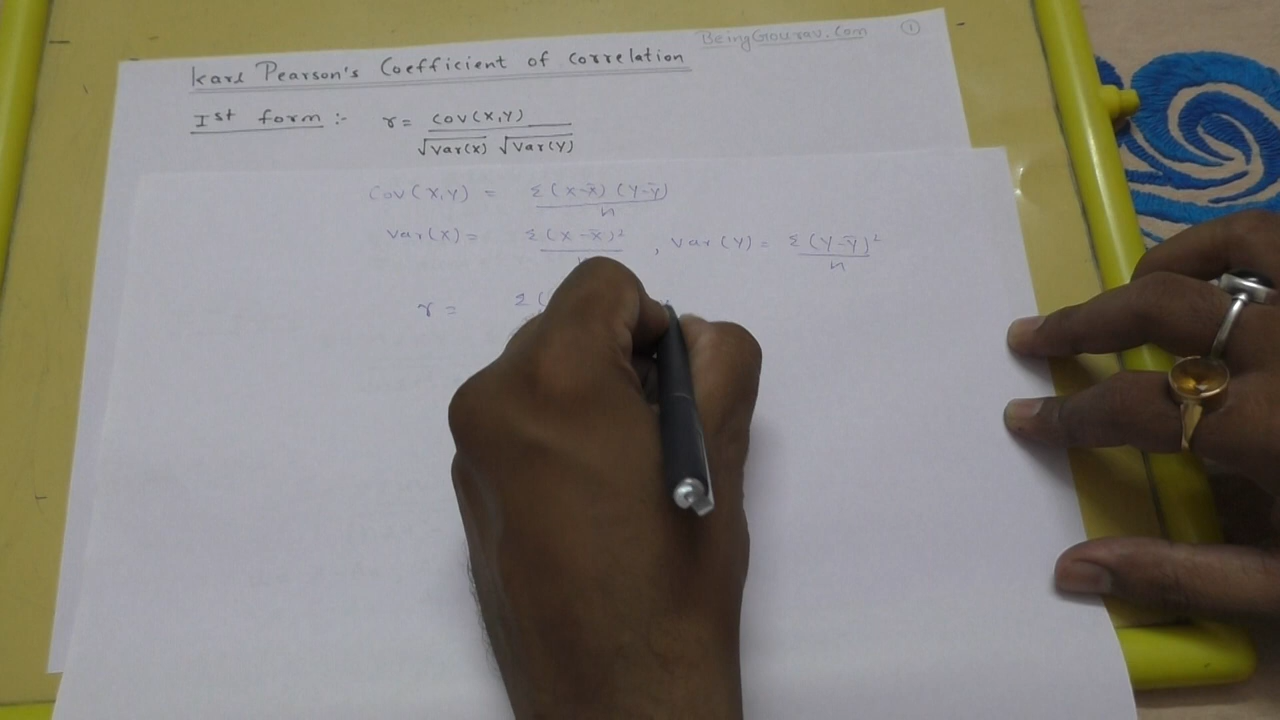 BeingGourav.Com ①
Karl Pearson's Coefficient of Correlation
Ist form :- r = Cov(X,Y) / √Var(X) √Var(Y)
Cov(X,Y) = Σ(X-X̄)(Y-Ȳ) / n
Var(X) = Σ(X-X̄)² / n , Var(Y) = Σ(Y-Ȳ)² / n
r = Σ(